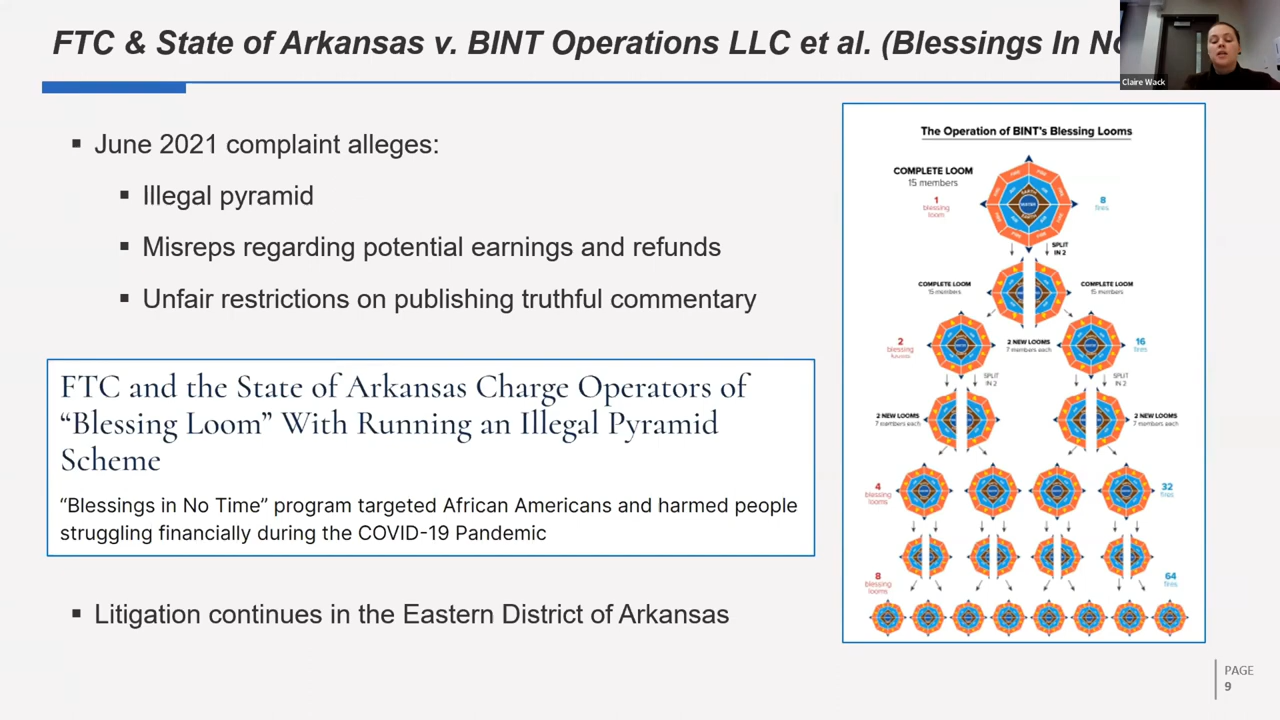 FTC & State of Arkansas v. BINT Operations LLC et al. (Blessings In No
Claire Wack
June 2021 complaint alleges:
Illegal pyramid
Misreps regarding potential earnings and refunds
Unfair restrictions on publishing truthful commentary
FTC and the State of Arkansas Charge Operators of
“Blessing Loom” With Running an Illegal Pyramid
Scheme
“Blessings in No Time” program targeted African Americans and harmed people
struggling financially during the COVID-19 Pandemic
Litigation continues in the Eastern District of Arkansas
The Operation of BINT's Blessing Looms
COMPLETE LOOM
15 members
1
blessing
loom
8
fires
WATER
SPLIT
IN 2
COMPLETE LOOM
15 members
COMPLETE LOOM
15 members
2
blessing
2 NEW LOOMS
7 members each
16
fires
SPLIT
IN 2
SPLIT
IN 2
2 NEW LOOMS
7 members each
2 NEW LOOMS
7 members each
4
blessing
looms
32
fires
8
blessing
looms
64
fires
PAGE
9